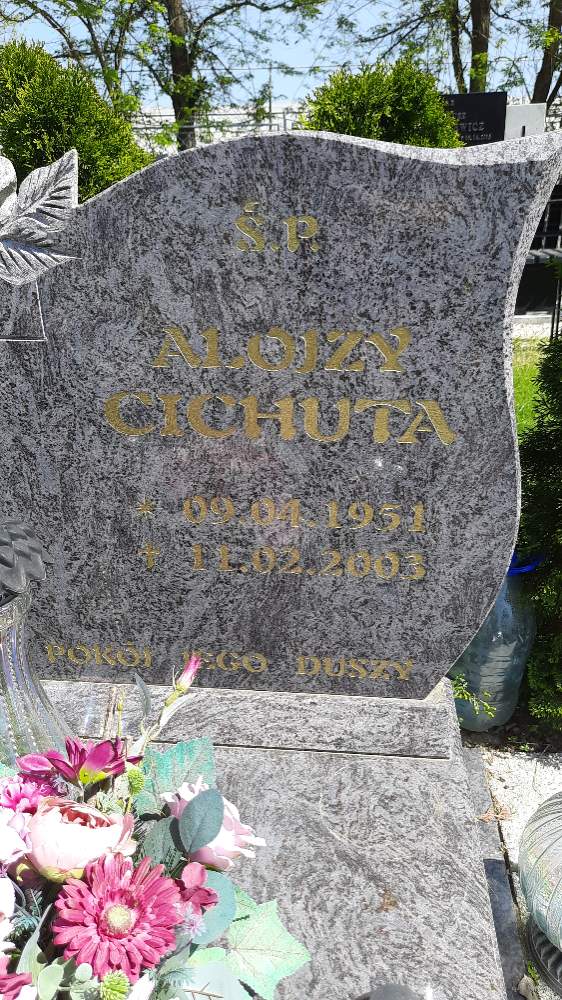 Ś.P.
ALOJZY
CICHUTA
* 09.04.1951
† 11.02.2003
POKÓJ JEGO DUSZY